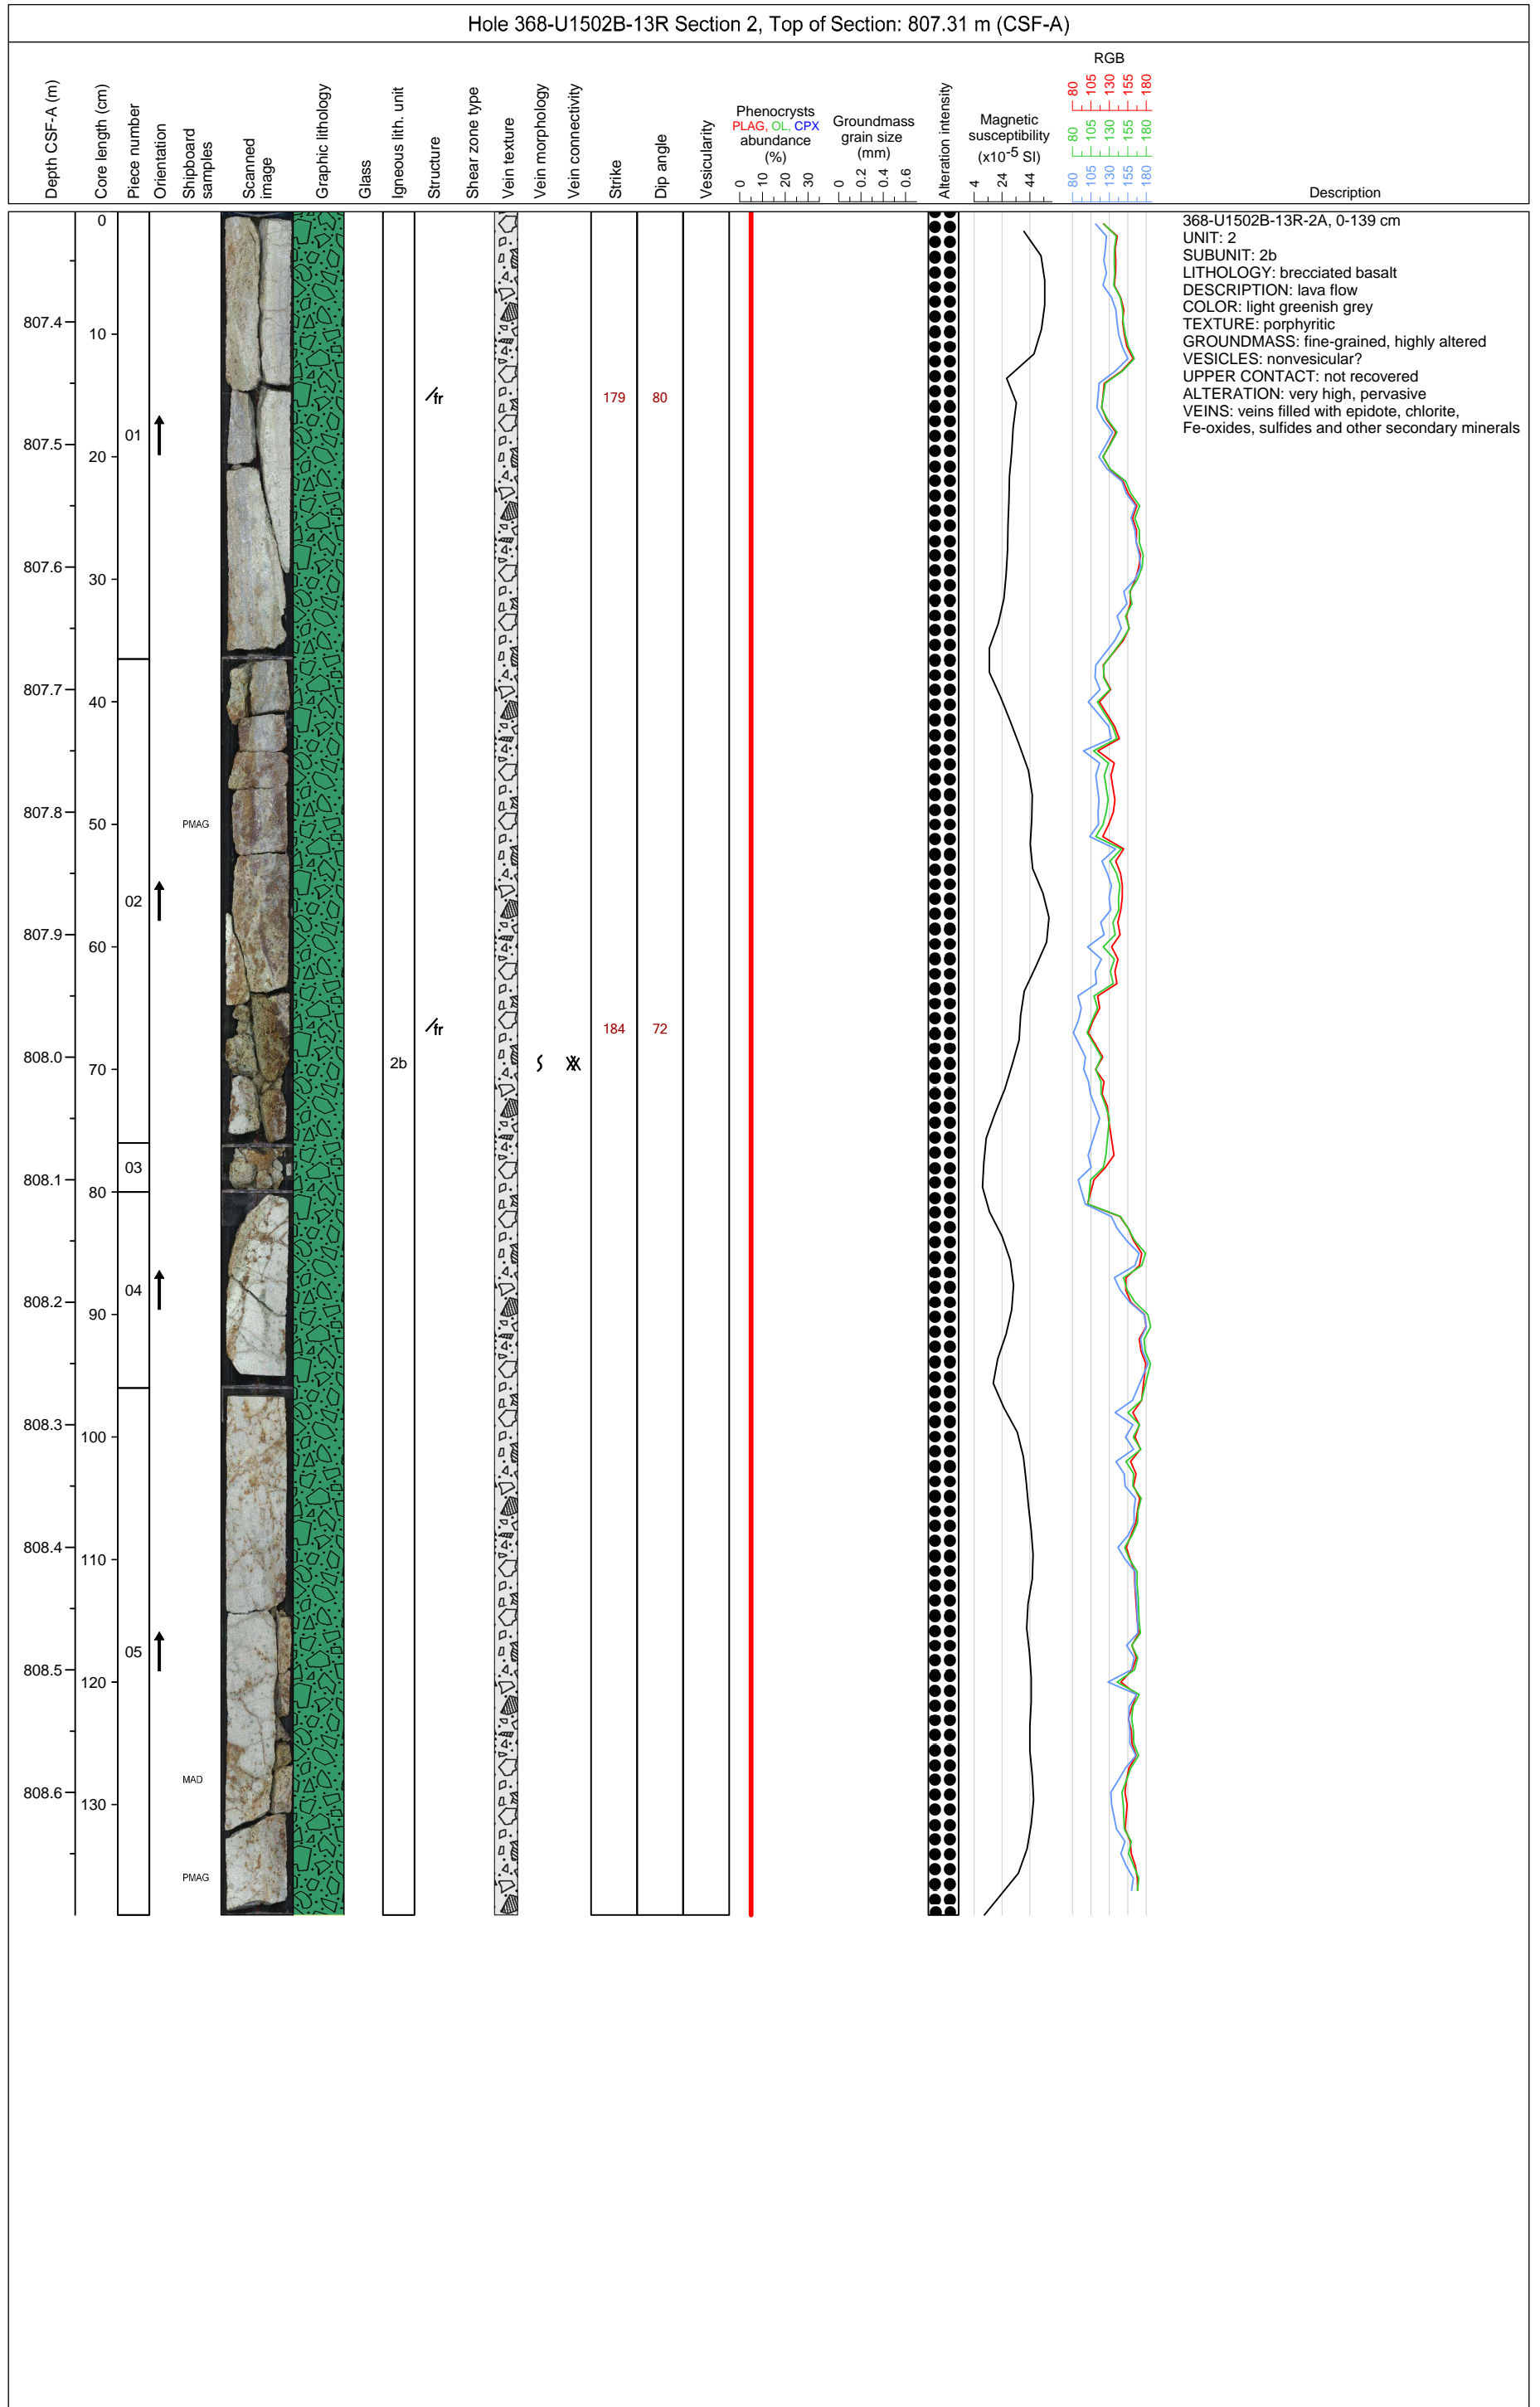 Hole 368-U1502B-13R Section 2, Top of Section: 807.31 m (CSF-A)
Depth CSF-A (m)
Core length (cm)
Piece number
Orientation
Shipboard
samples
Scanned
image
Graphic lithology
Glass
Igneous lith. unit
Structure
Shear zone type
Vein texture
Vein morphology
Vein connectivity
Strike
Dip angle
Vesicularity
Phenocrysts
PLAG, OL, CPX
abundance
(%)
0 10 20 30
Groundmass
grain size
(mm)
0 0.2 0.4 0.6
Alteration intensity
Magnetic
susceptibility
(x10-5 SI)
4 24 44
RGB
80 105 130 155 180
80 105 130 155 180
80 105 130 155 180
Description
807.4
807.5
807.6
807.7
807.8
807.9
808.0
808.1
808.2
808.3
808.4
808.5
808.6
0
10
20
30
40
50
60
70
80
90
100
110
120
130
01
02
03
04
05
PMAG
MAD
PMAG
2b
fr
fr
179 80
184 72
368-U1502B-13R-2A, 0-139 cm
UNIT: 2
SUBUNIT: 2b
LITHOLOGY: brecciated basalt
DESCRIPTION: lava flow
COLOR: light greenish grey
TEXTURE: porphyritic
GROUNDMASS: fine-grained, highly altered
VESICLES: nonvesicular?
UPPER CONTACT: not recovered
ALTERATION: very high, pervasive
VEINS: veins filled with epidote, chlorite,
Fe-oxides, sulfides and other secondary minerals